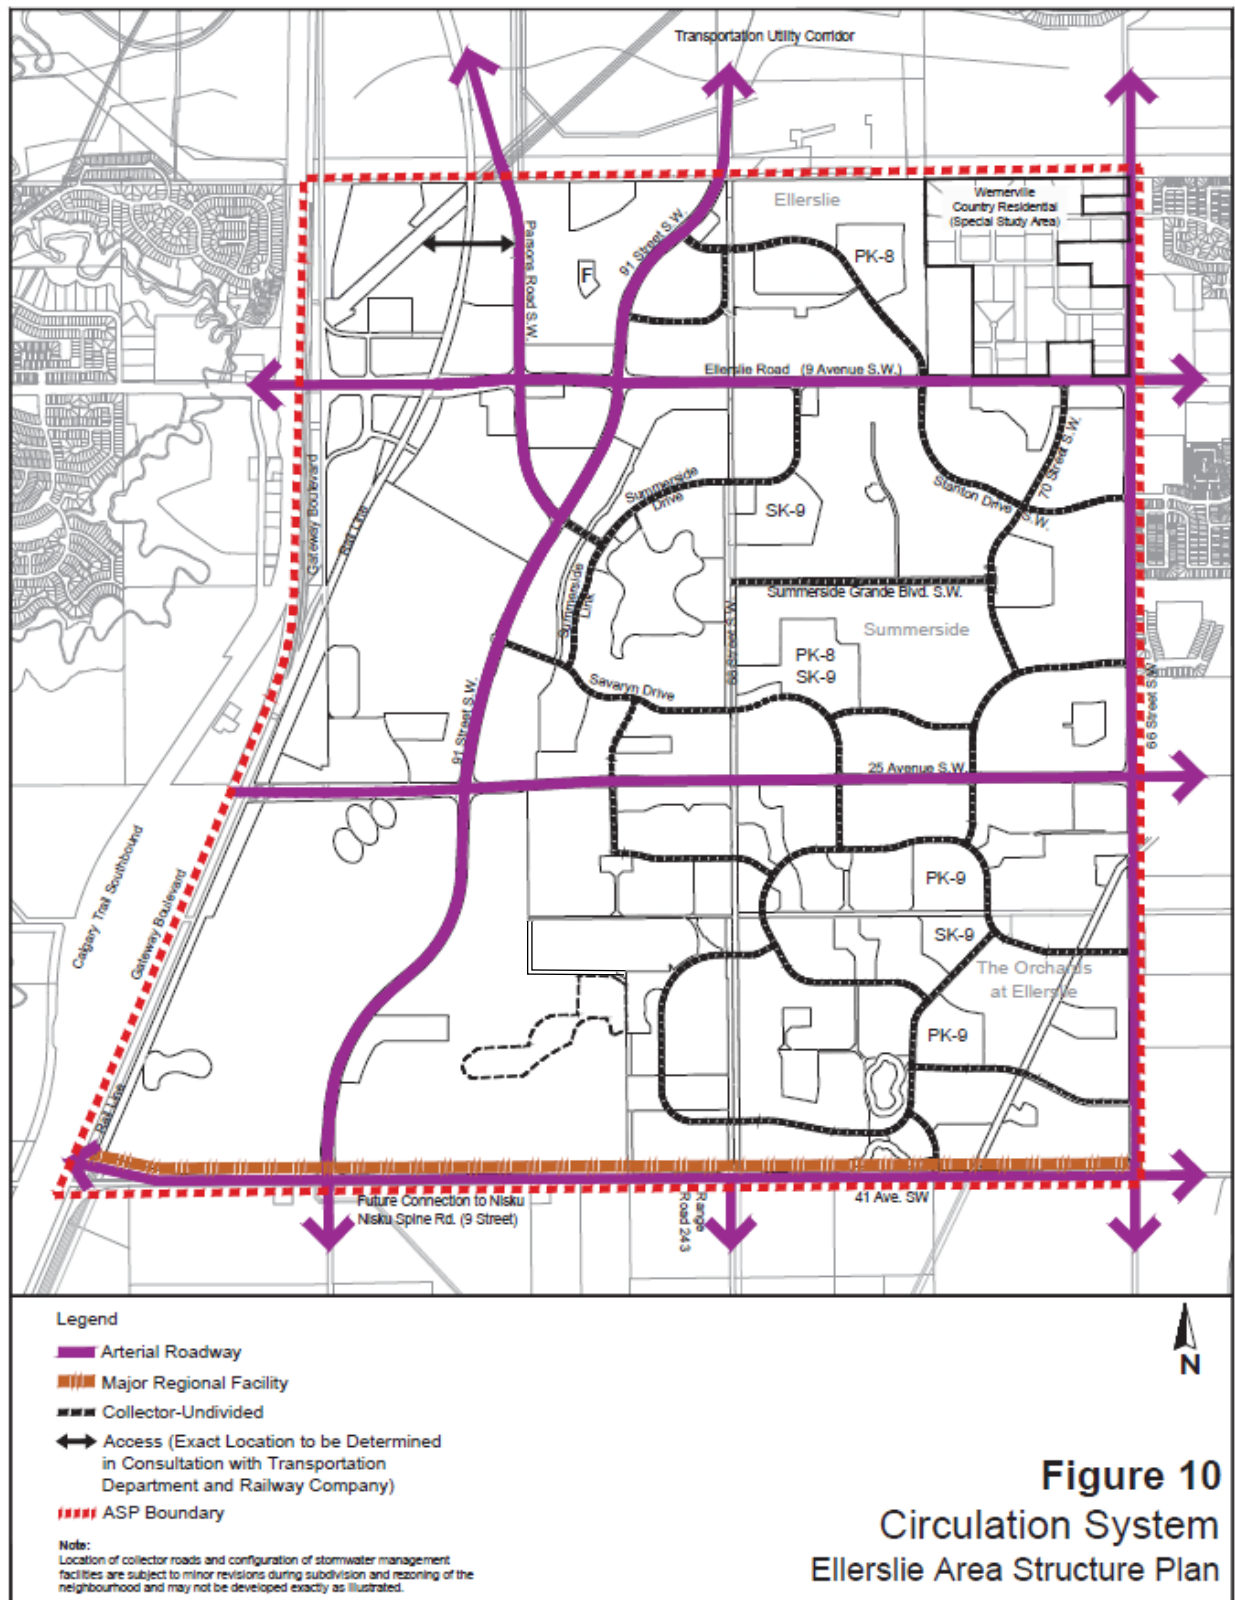 Transportation Utility Corridor
Ellerslie
Wernerville
Country Residential
(Special Study Area)
Parsons Road S.W.
91 Street S.W.
F
PK-8
Ellerslie Road (9 Avenue S.W.)
Gateway Boulevard
Rail Line
Summerside
Drive
SK-9
Stanton Drive S.W.
70 Street S.W.
Summerside
Link
Summerside Grande Blvd. S.W.
Summerside
PK-8
SK-9
Savaryn Drive
91 Street S.W.
66 Street S.W.
25 Avenue S.W.
Calgary Trail Southbound
Gateway Boulevard
PK-9
SK-9
The Orchards
at Ellerslie
PK-9
Rail Line
Future Connection to Nisku
Nisku Spine Rd. (9 Street)
Range
Road 243
41 Ave. SW
Legend
Arterial Roadway
Major Regional Facility
Collector-Undivided
Access (Exact Location to be Determined
in Consultation with Transportation
Department and Railway Company)
ASP Boundary
Note:
Location of collector roads and configuration of stormwater management
facilities are subject to minor revisions during subdivision and rezoning of the
neighbourhood and may not be developed exactly as illustrated.
N
Figure 10
Circulation System
Ellerslie Area Structure Plan